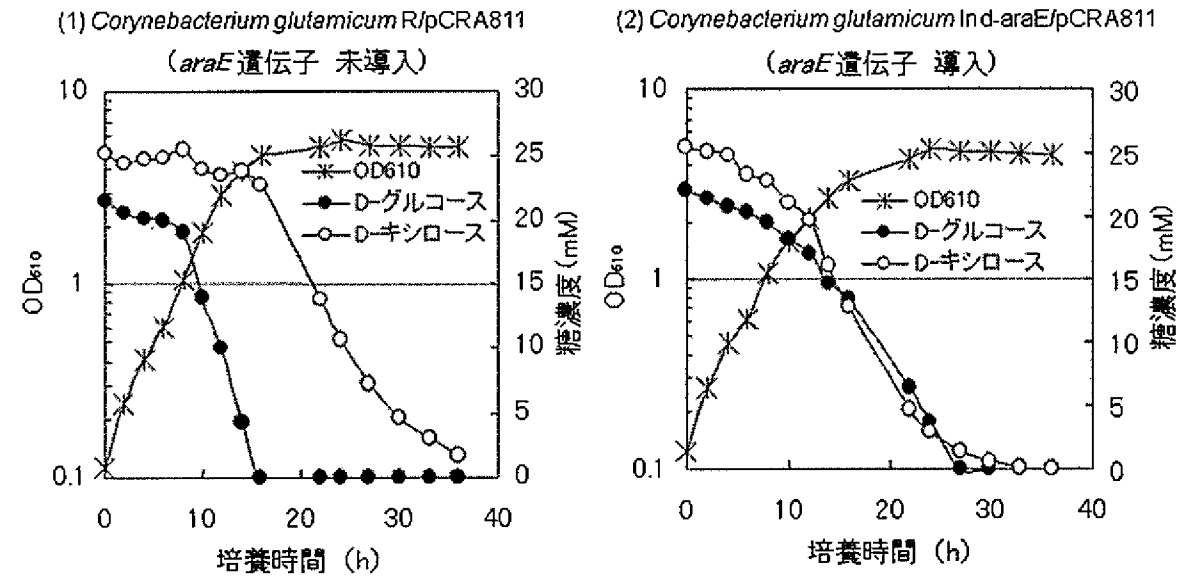 (1) Corynebacterium glutamicum R/pCRA811
(araE遺伝子 未導入)
10
1
0.1
OD610
30
25
20
15
10
5
0
糖濃度(mM)
OD610
D-グルコース
D-キシロース
0 10 20 30 40
培養時間 (h)
(2) Corynebacterium glutamicum Ind-araE/pCRA811
(araE遺伝子 導入)
10
1
0.1
OD610
30
25
20
15
10
5
0
糖濃度(mM)
OD610
D-グルコース
D-キシロース
0 10 20 30 40
培養時間 (h)